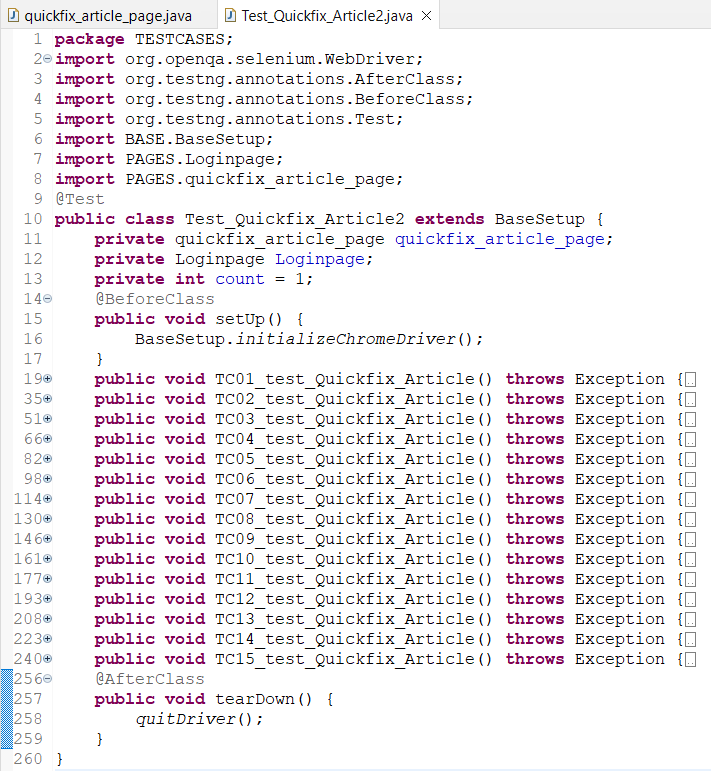 quickfix_article_page.java Test_Quickfix_Article2.java
1 package TESTCASES;
2 import org.openqa.selenium.WebDriver;
3 import org.testng.annotations.AfterClass;
4 import org.testng.annotations.BeforeClass;
5 import org.testng.annotations.Test;
6 import BASE.BaseSetup;
7 import PAGES.Loginpage;
8 import PAGES.quickfix_article_page;
9 @Test
10 public class Test_Quickfix_Article2 extends BaseSetup {
11 private quickfix_article_page quickfix_article_page;
12 private Loginpage Loginpage;
13 private int count = 1;
14 @BeforeClass
15 public void setUp() {
16 BaseSetup.initializeChromeDriver();
17 }
19 public void TC01_test_Quickfix_Article() throws Exception {
35 public void TC02_test_Quickfix_Article() throws Exception {
51 public void TC03_test_Quickfix_Article() throws Exception {
66 public void TC04_test_Quickfix_Article() throws Exception {
82 public void TC05_test_Quickfix_Article() throws Exception {
98 public void TC06_test_Quickfix_Article() throws Exception {
114 public void TC07_test_Quickfix_Article() throws Exception {
130 public void TC08_test_Quickfix_Article() throws Exception {
146 public void TC09_test_Quickfix_Article() throws Exception {
161 public void TC10_test_Quickfix_Article() throws Exception {
177 public void TC11_test_Quickfix_Article() throws Exception {
193 public void TC12_test_Quickfix_Article() throws Exception {
208 public void TC13_test_Quickfix_Article() throws Exception {
223 public void TC14_test_Quickfix_Article() throws Exception {
240 public void TC15_test_Quickfix_Article() throws Exception {
256 @AfterClass
257 public void tearDown() {
258 quitDriver();
259 }
260 }